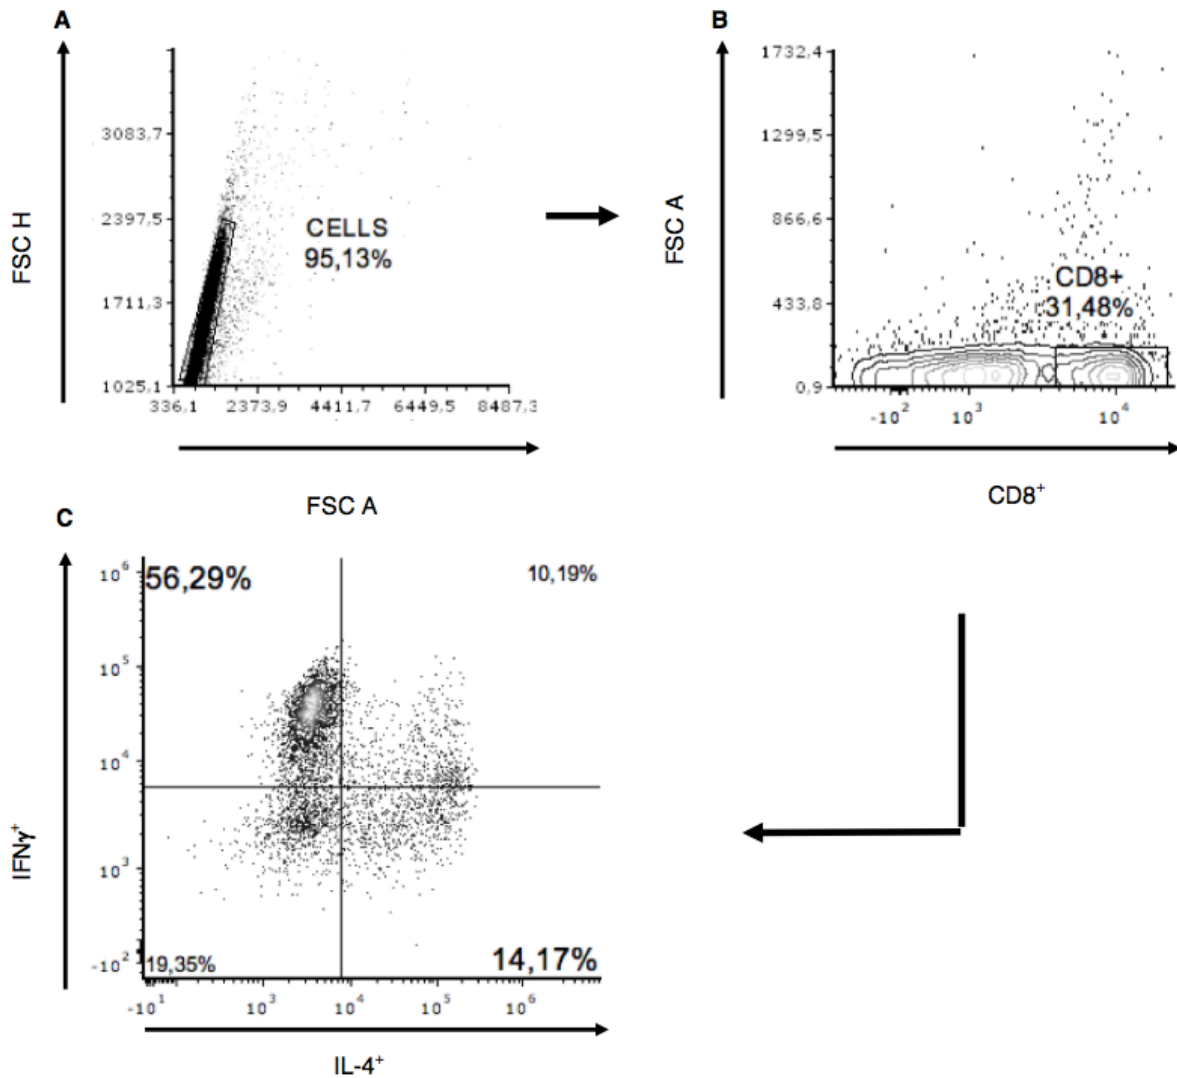 A
FSC H
3083,7
2397,5
1711,3
1025,1
CELLS
95,13%
336,1 2373,9 4411,7 6449,5 8487,3
FSC A
B
FSC A
1732,4
1299,5
866,6
433,8
0,9
CD8+
31,48%
-10² 10³ 10⁴
CD8⁺
C
IFNγ⁺
10⁶
10⁵
10⁴
10³
-10²
56,29% 10,19%
19,35% 14,17%
-10¹ 10³ 10⁴ 10⁵ 10⁶
IL-4⁺